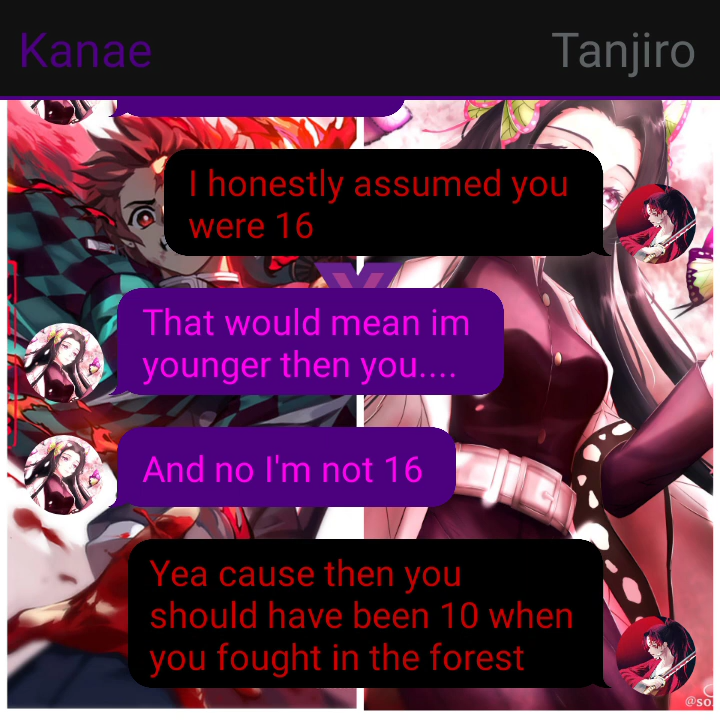 Kanae
Tanjiro
I honestly assumed you
were 16
That would mean im
younger then you....
And no I'm not 16
Yea cause then you
should have been 10 when
you fought in the forest